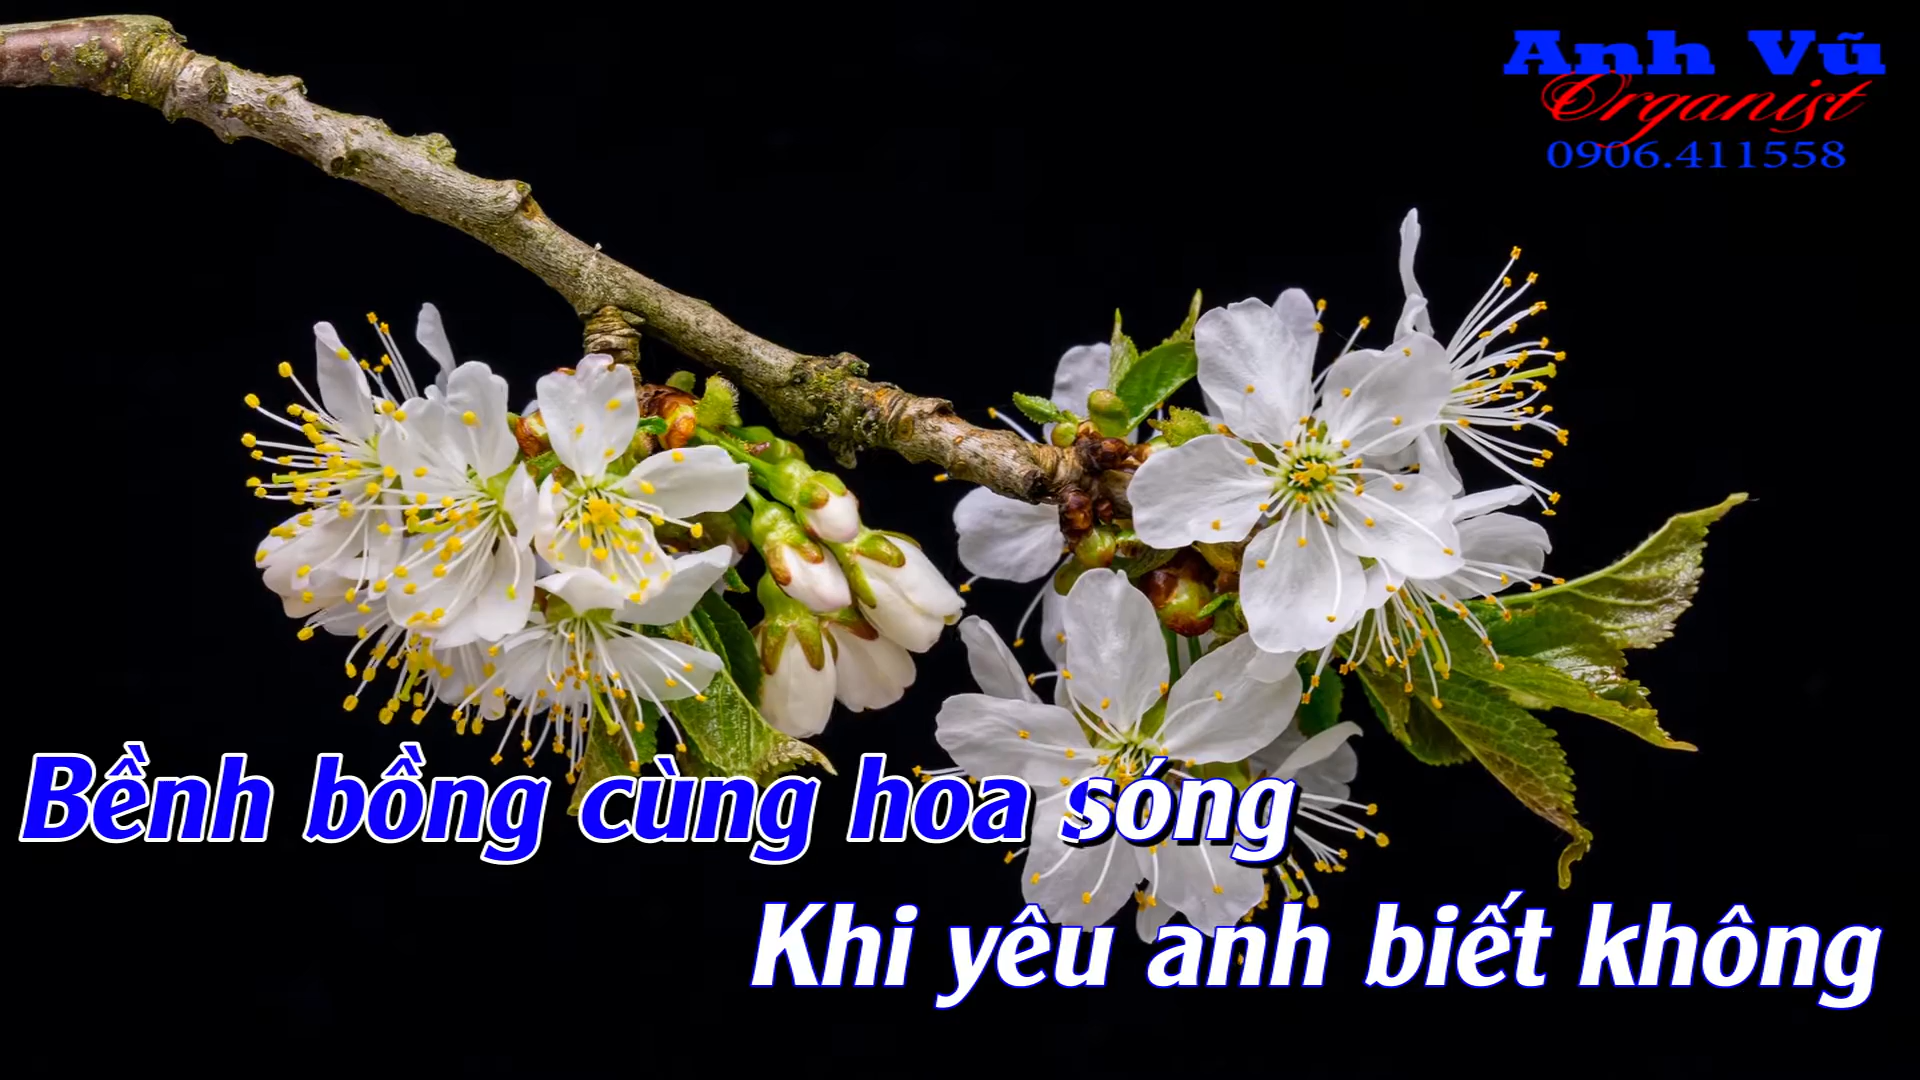 Anh Vũ
Organist
0906.411558
Bềnh bồng cùng hoa sóng
Khi yêu anh biết không